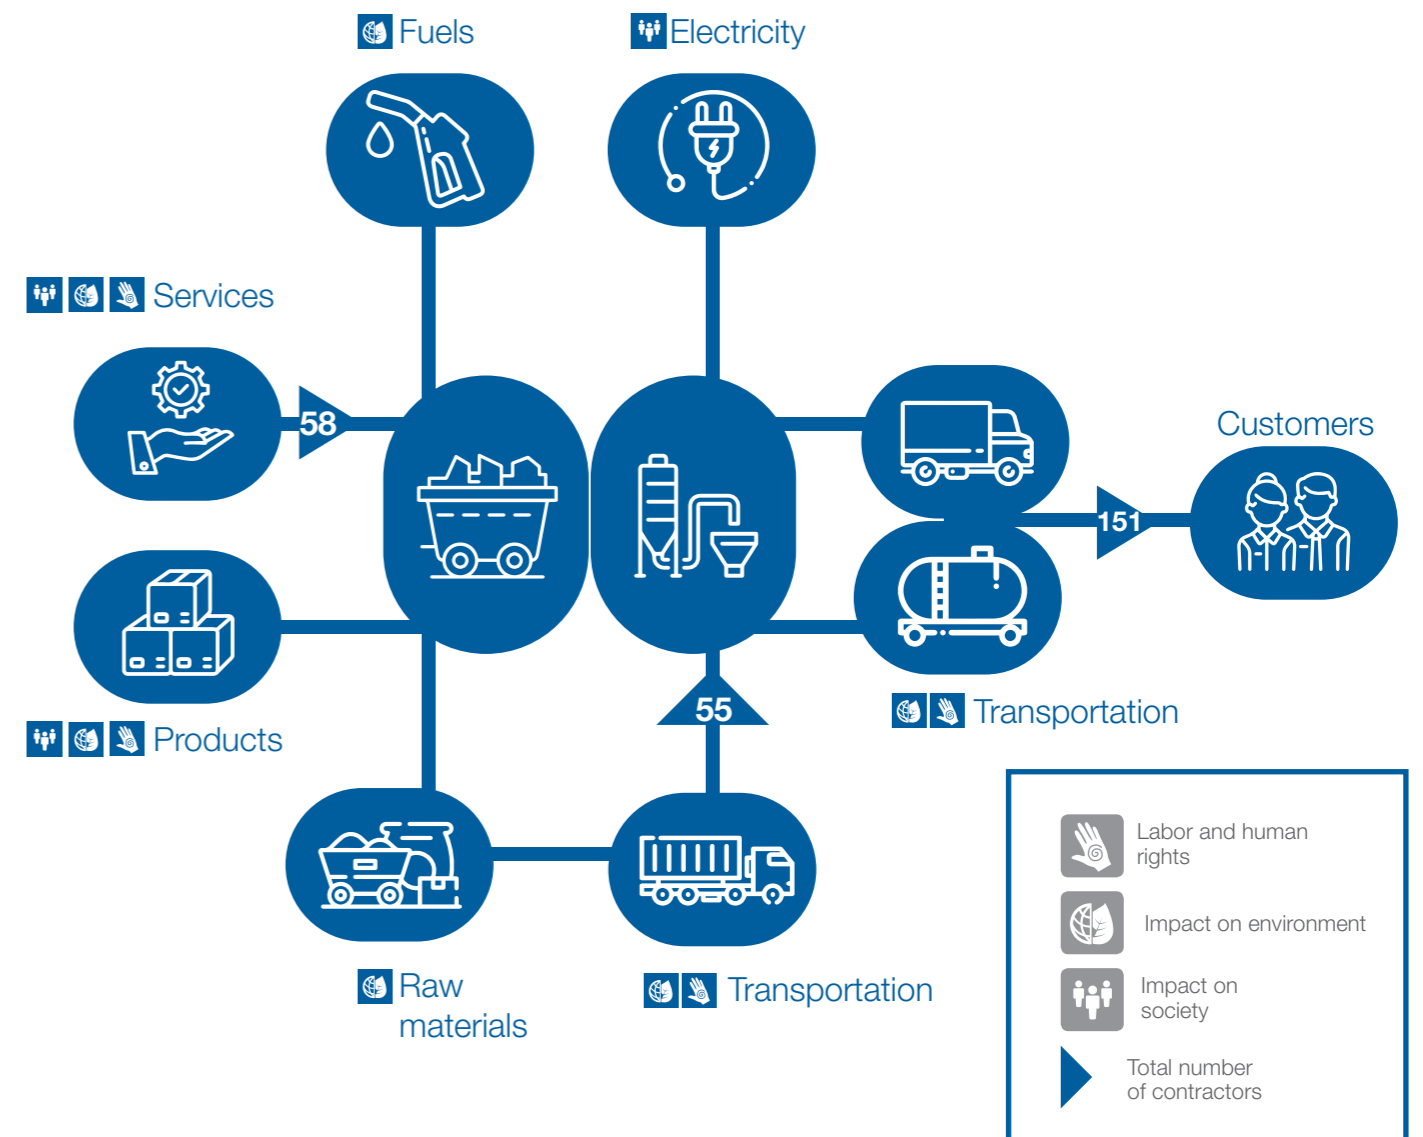 Fuels
Electricity
Services
58
Customers
151
Products
55
Transportation
Raw
materials
Transportation
Labor and human
rights
Impact on environment
Impact on
society
Total number
of contractors